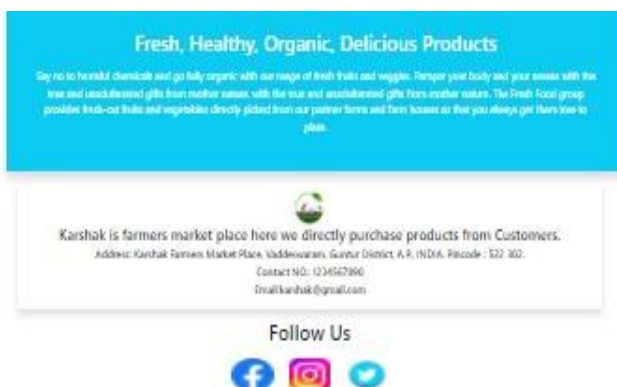 Fresh, Healthy, Organic, Delicious Products
Say no to harmful chemicals and go fully organic with our range of fresh fruits and veggies. Pamper your body and your senses with the
true and unadulterated gifts from mother nature. with the true and unadulterated gifts from mother nature. The Fresh Food group
provides fresh-cut fruits and vegetables directly picked from our partner farms and farm houses so that you always get them tree to
plate.
Karshak is farmers market place here we directly purchase products from Customers.
Address: Karshak Farmers Market Place, Vaddeswaram, Guntur District, A.P, INDIA. Pincode : 522 302.
Contact NO.: 1234567890
Email:karshak@gmail.com
Follow Us